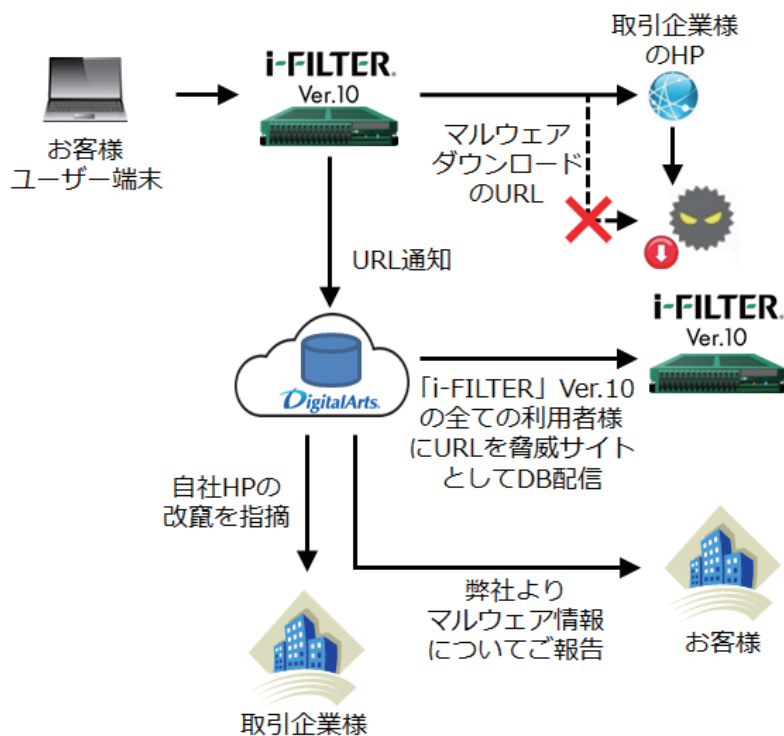 i-FILTER®
Ver.10
取引企業様
のHP
お客様
ユーザー端末
マルウェア
ダウンロード
のURL
URL通知
DigitalArts®
i-FILTER®
Ver.10
「i-FILTER」Ver.10
の全ての利用者様
にURLを脅威サイト
としてDB配信
自社HPの
改竄を指摘
弊社より
マルウェア情報
についてご報告
お客様
取引企業様